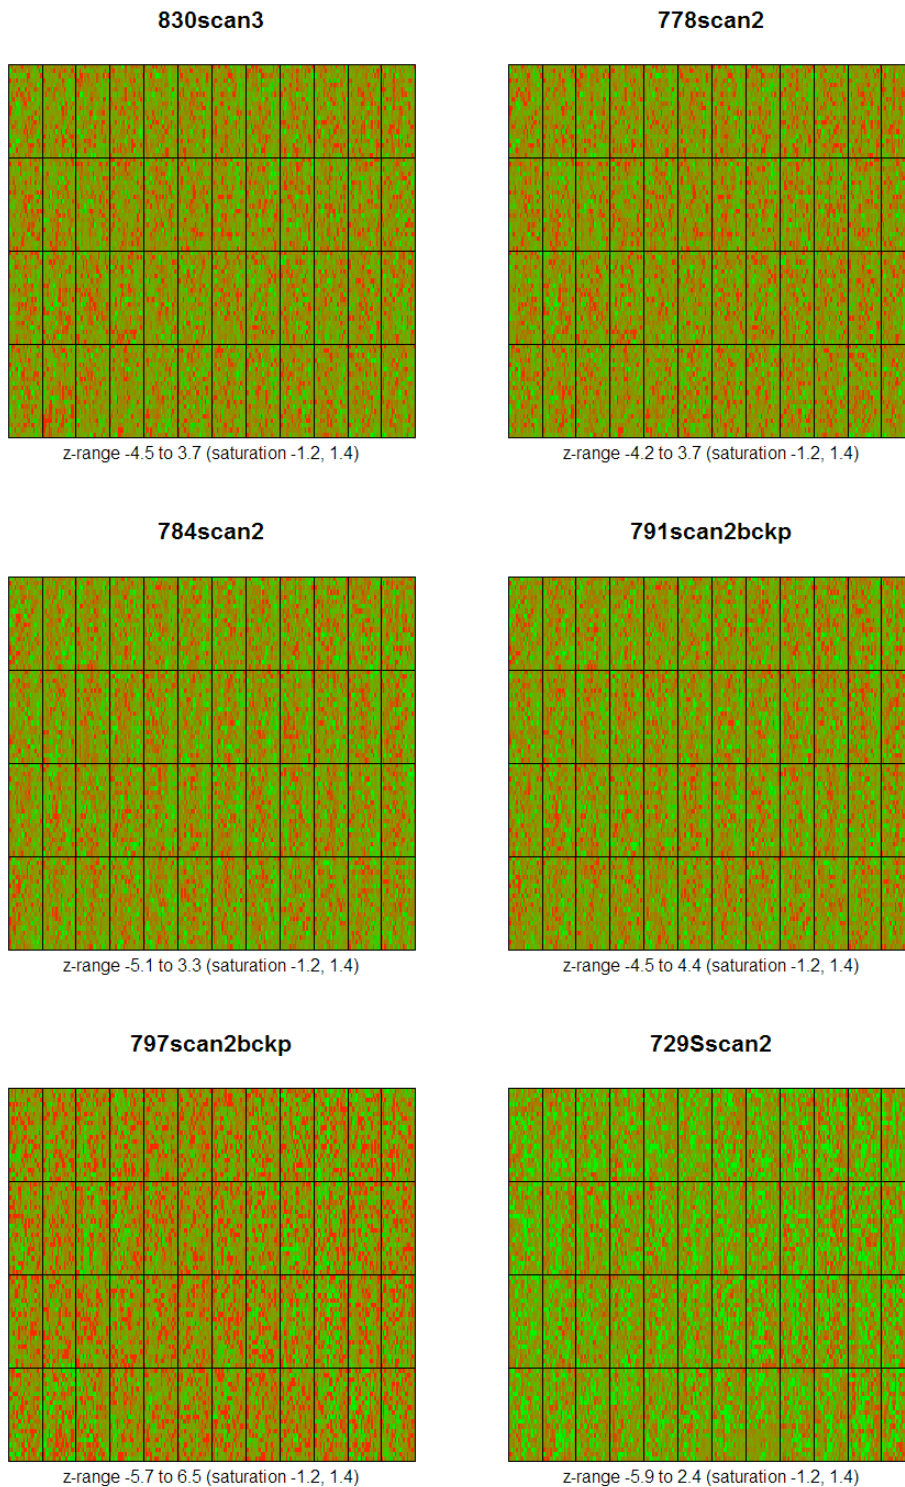 830scan3
778scan2
z-range -4.5 to 3.7 (saturation -1.2, 1.4)
z-range -4.2 to 3.7 (saturation -1.2, 1.4)
784scan2
791scan2bckp
z-range -5.1 to 3.3 (saturation -1.2, 1.4)
z-range -4.5 to 4.4 (saturation -1.2, 1.4)
797scan2bckp
729Sscan2
z-range -5.7 to 6.5 (saturation -1.2, 1.4)
z-range -5.9 to 2.4 (saturation -1.2, 1.4)